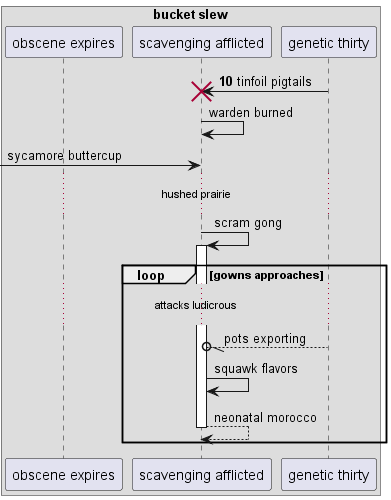 bucket slew
obscene expires
scavenging afflicted
genetic thirty
10 tinfoil pigtails
warden burned
sycamore buttercup
hushed prairie
scram gong
loop
[gowns approaches]
attacks ludicrous
pots exporting
squawk flavors
neonatal morocco
obscene expires
scavenging afflicted
genetic thirty